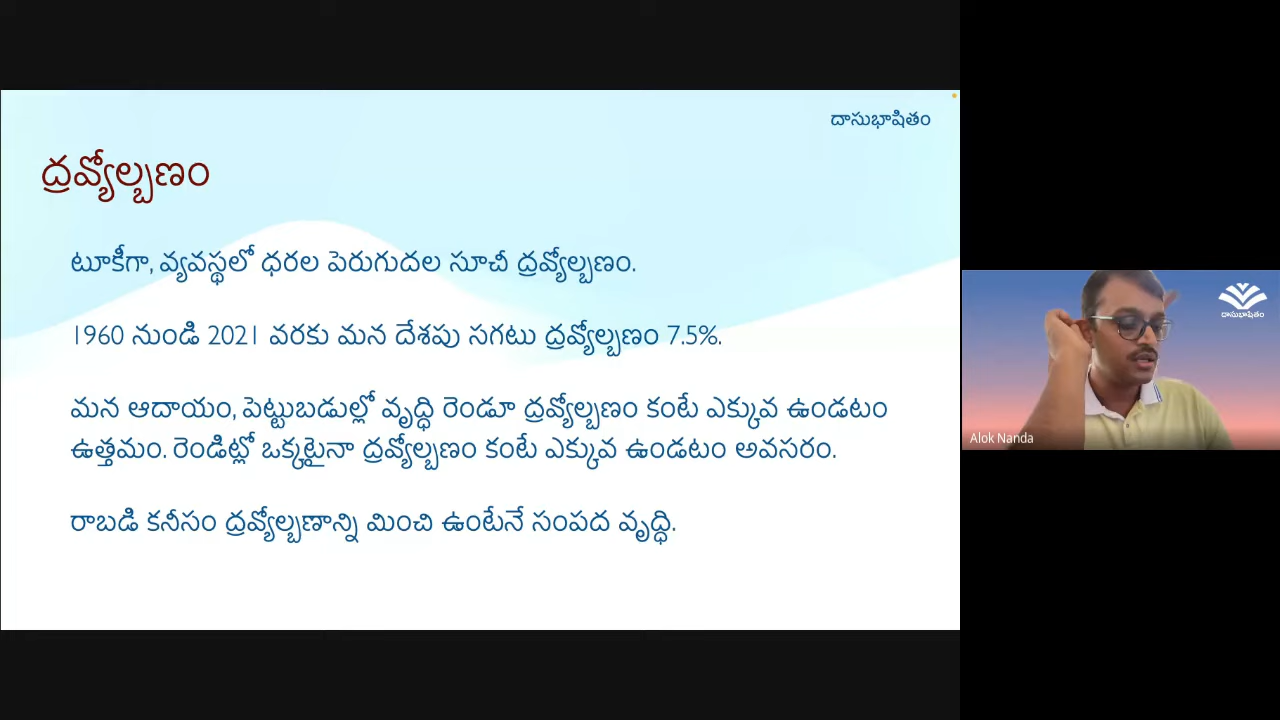 దాసుభాషితం
ద్రవ్యోల్బణం
టూకీగా, వ్యవస్థలో ధరల పెరుగుదల సూచీ ద్రవ్యోల్బణం.
1960 నుండి 2021 వరకు మన దేశపు సగటు ద్రవ్యోల్బణం 7.5%.
మన ఆదాయం, పెట్టుబడుల్లో వృద్ధి రెండూ ద్రవ్యోల్బణం కంటే ఎక్కువ ఉండటం
ఉత్తమం. రెండిట్లో ఒక్కటైనా ద్రవ్యోల్బణం కంటే ఎక్కువ ఉండటం అవసరం.
రాబడి కనీసం ద్రవ్యోల్బణాన్ని మించి ఉంటేనే సంపద వృద్ధి.
దాసుభాషితం
Alok Nanda